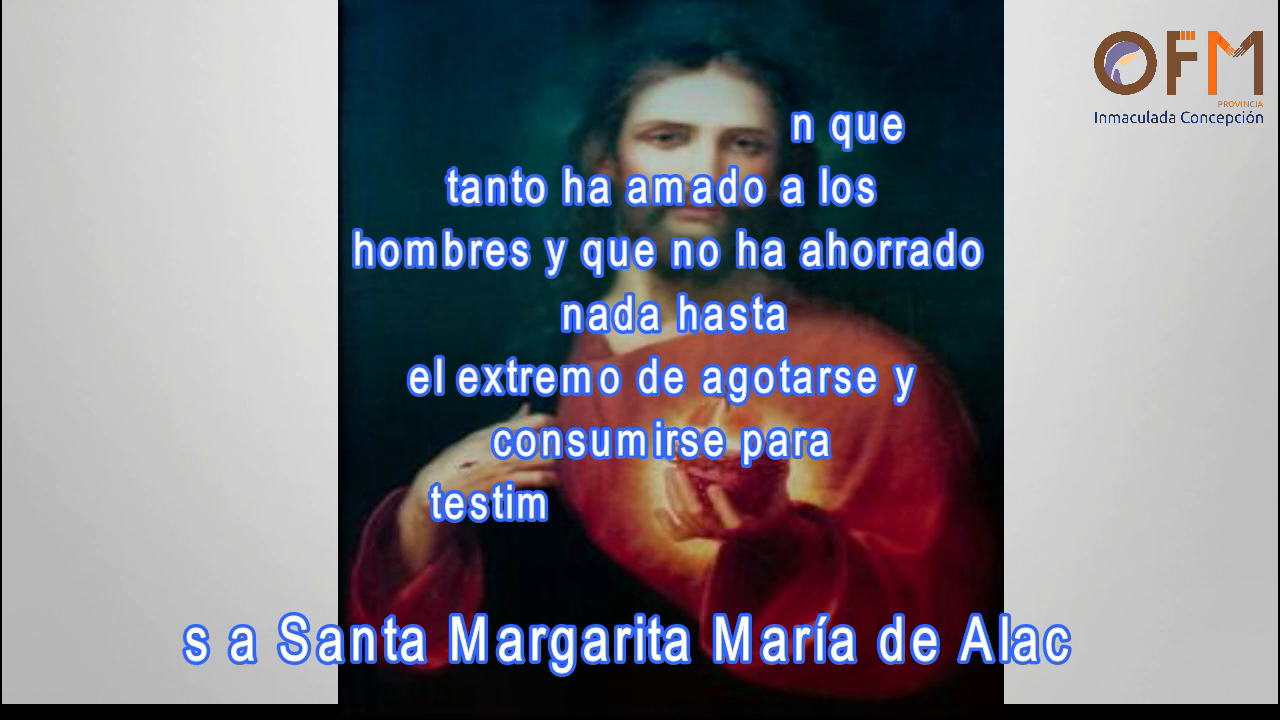 OFM
PROVINCIA
Inmaculada Concepción
n que
tanto ha amado a los
hombres y que no ha ahorrado
nada hasta
el extremo de agotarse y
consumirse para
testim
s a Santa Margarita María de Alac